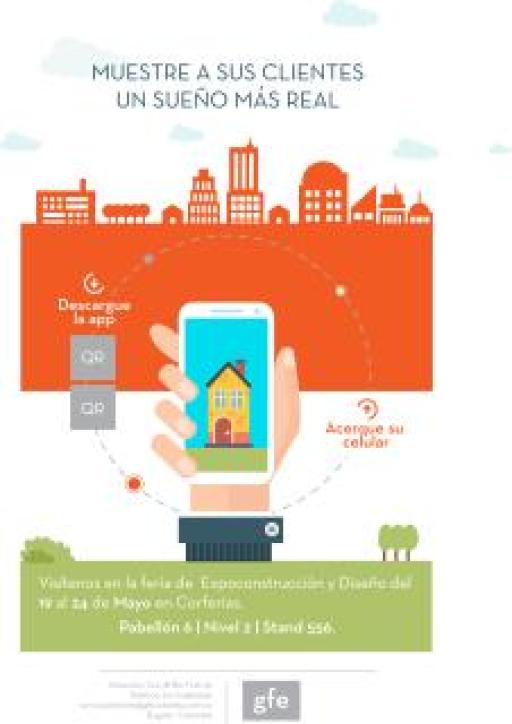 MUESTRE A SUS CLIENTES
UN SUEÑO MÁS REAL
Descargue
la app
QR
QR
Acerque su
celular
Visítenos en la feria de Expoconstrucción y Diseño del
19 al 24 de Mayo en Corferias.
Pabellón 6 | Nivel 2 | Stand 556.
gfe